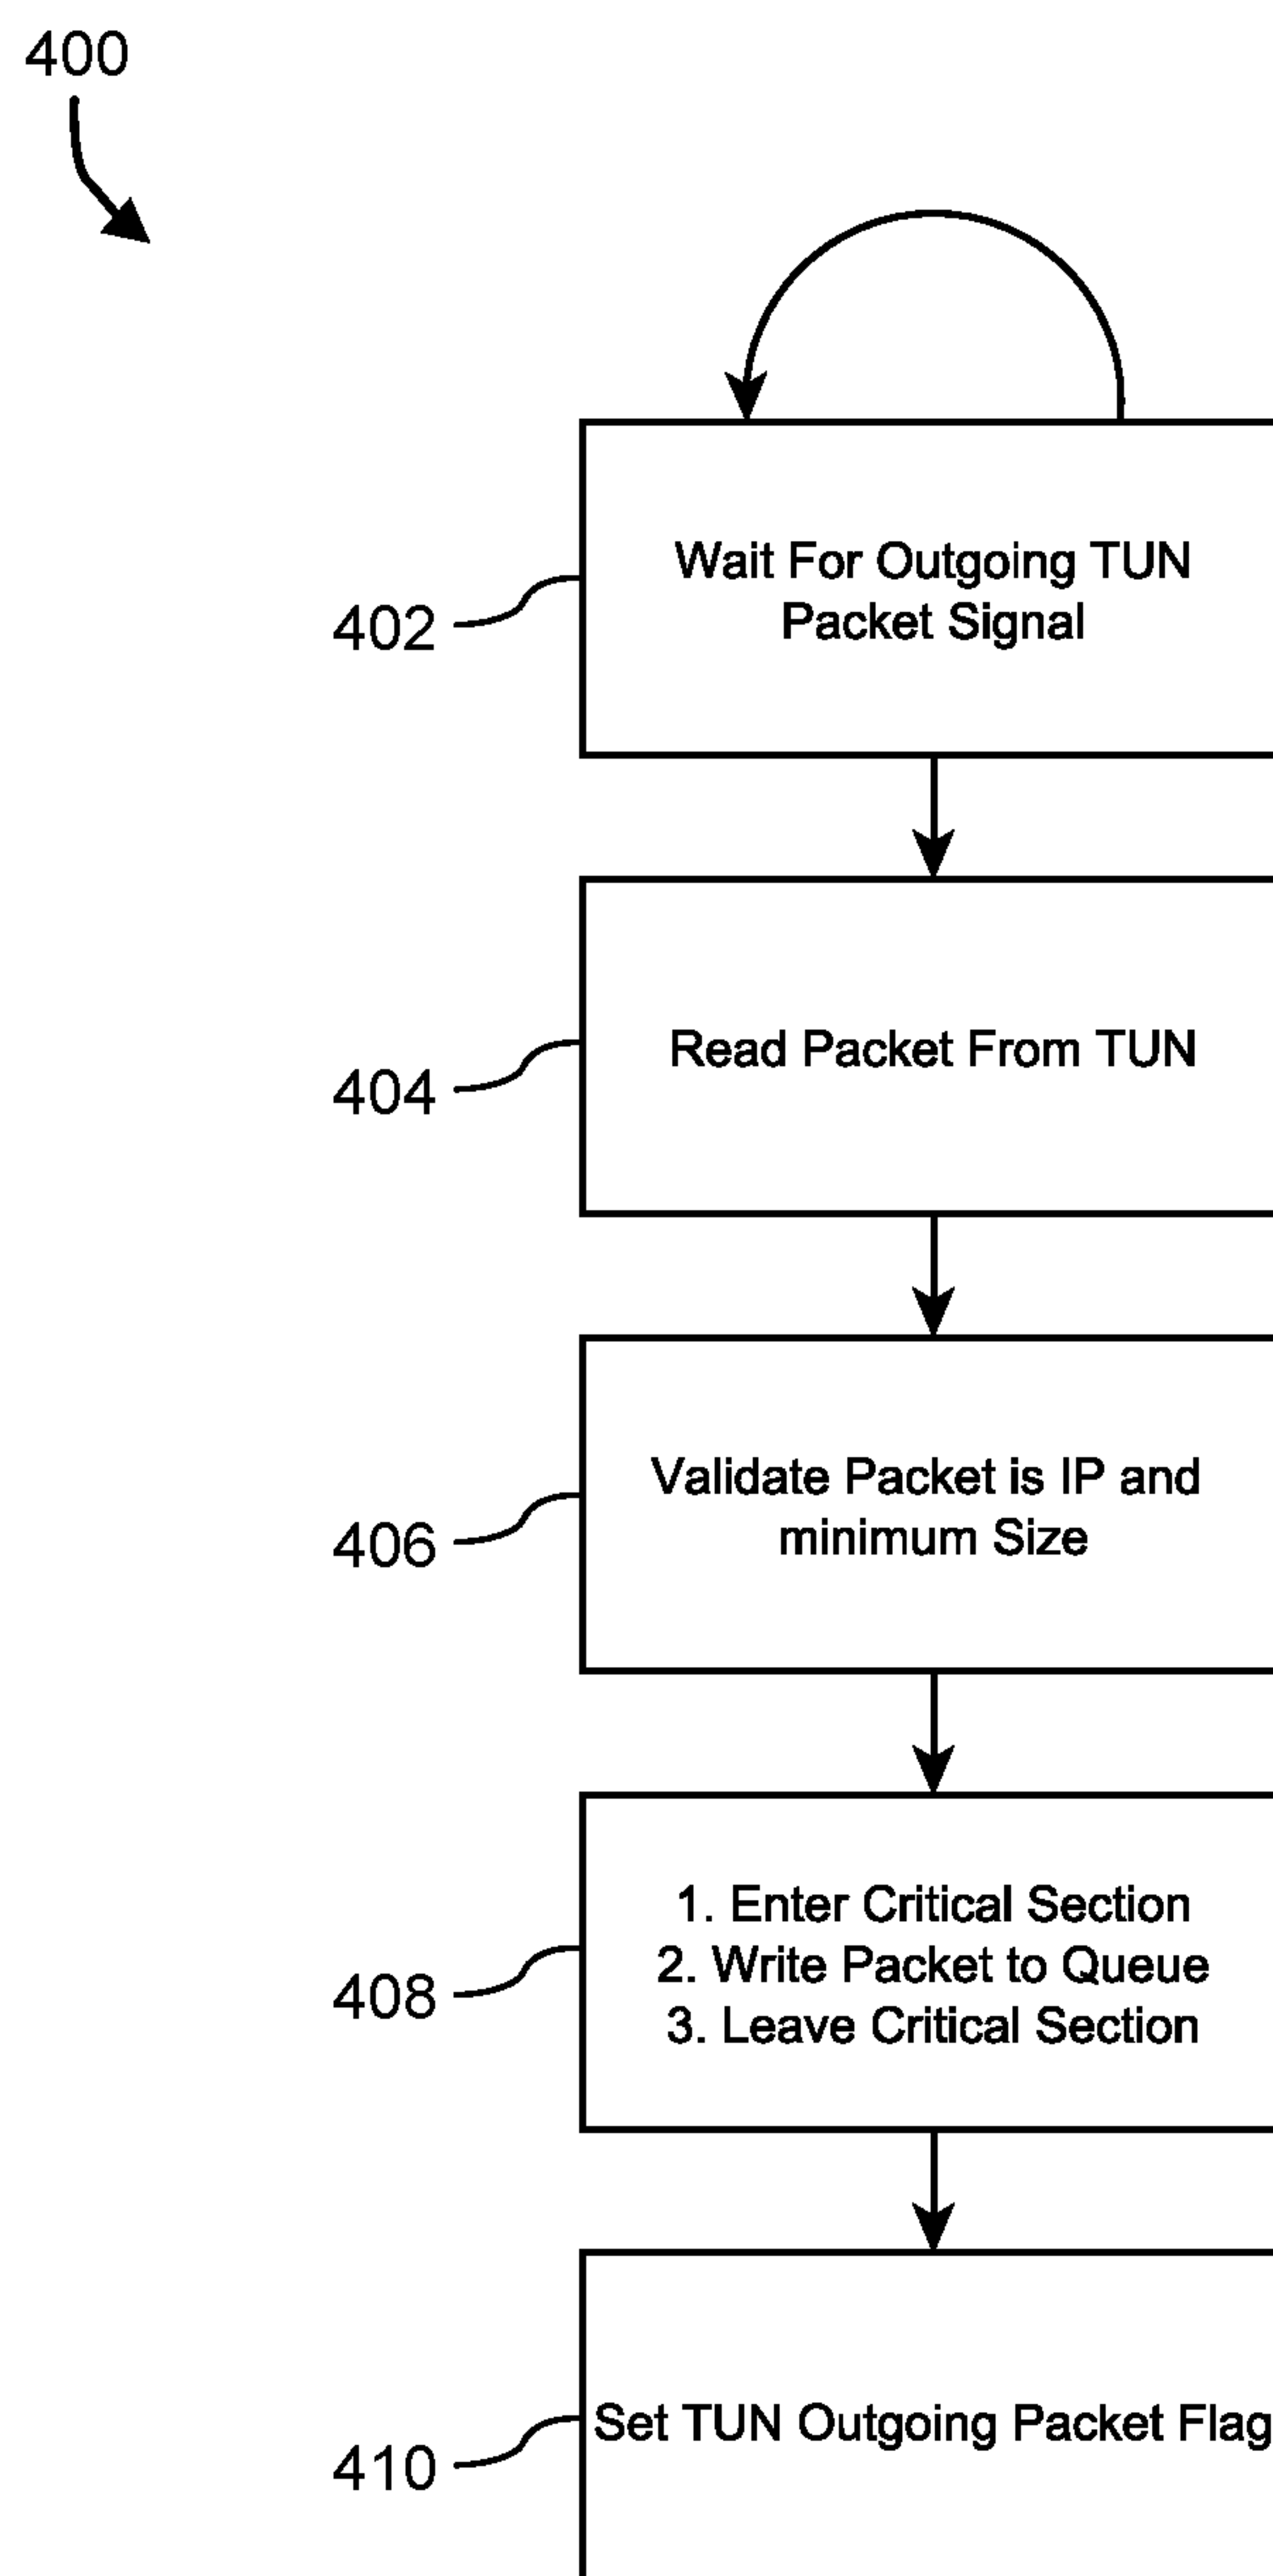 400
Wait For Outgoing TUN
Packet Signal
402
Read Packet From TUN
404
Validate Packet is IP and
minimum Size
406
1. Enter Critical Section
2. Write Packet to Queue
3. Leave Critical Section
408
Set TUN Outgoing Packet Flag
410